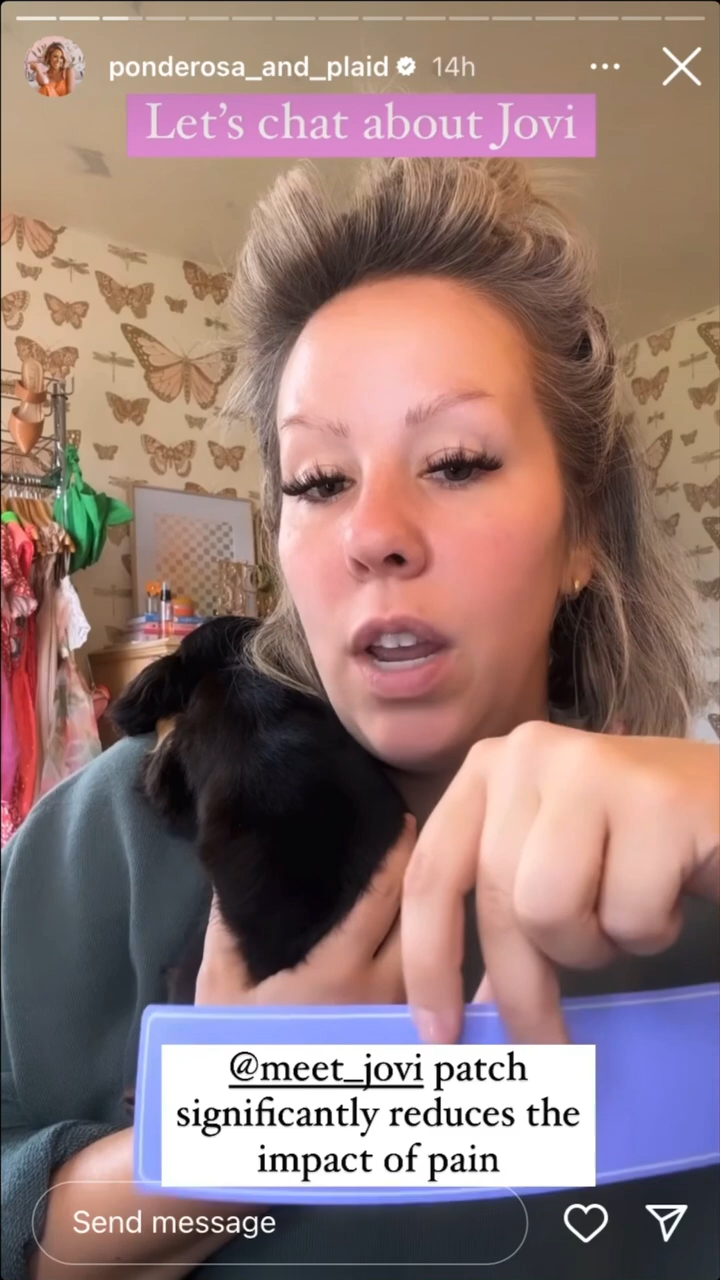 ponderosa_and_plaid 14h
Let's chat about Jovi
@meet_jovi patch
significantly reduces the
impact of pain
Send message